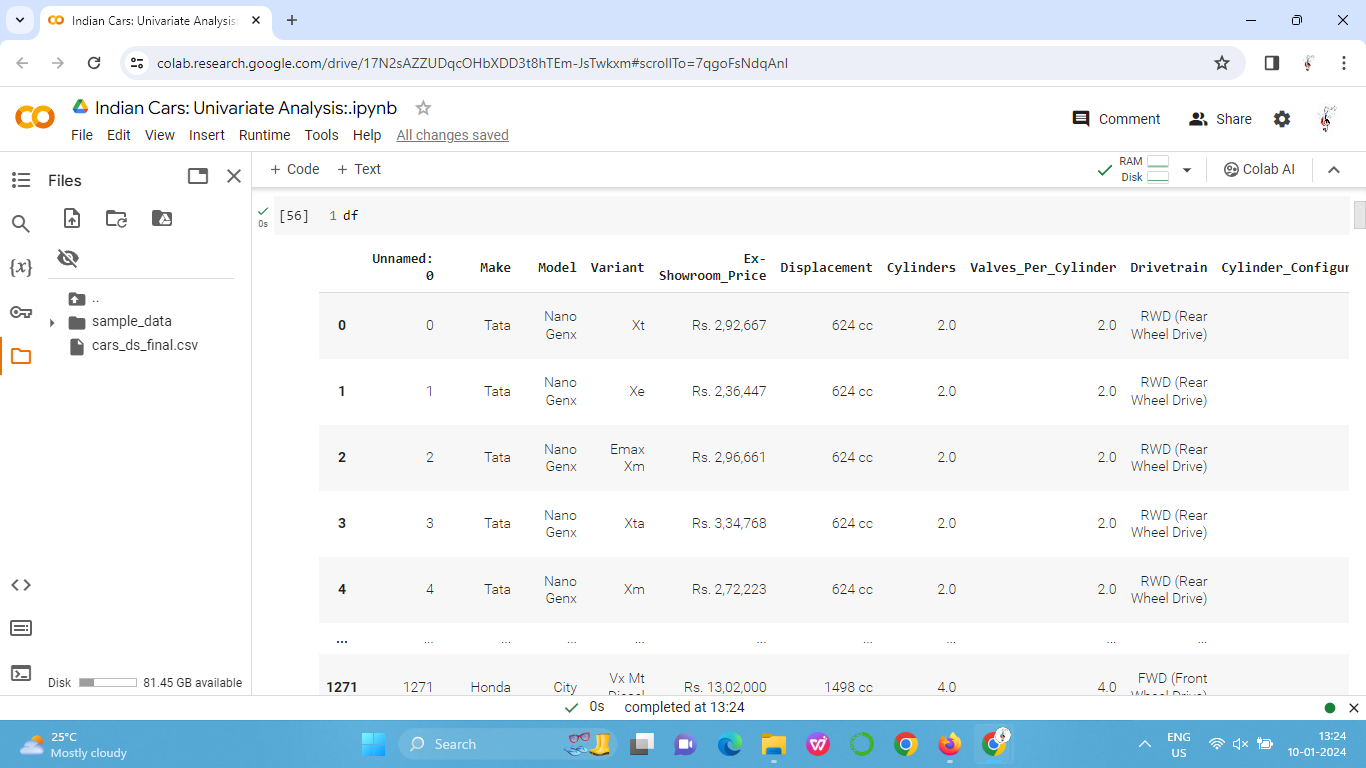 Indian Cars: Univariate Analysis
colab.research.google.com/drive/17N2sAZZUDqcOHbXDD3t8hTEm-JsTwkxm#scrollTo=7qgoFsNdqAnI
Indian Cars: Univariate Analysis:.ipynb
File Edit View Insert Runtime Tools Help All changes saved
Comment Share
Files
+ Code + Text
RAM
Disk
Colab AI
{x}
..
sample_data
cars_ds_final.csv
Disk 81.45 GB available
0s
[56] 1 df
Unnamed: Ex-
0 Make Model Variant Showroom_Price Displacement Cylinders Valves_Per_Cylinder Drivetrain Cylinder_Configur
0 0 Tata Nano Genx Xt Rs. 2,92,667 624 cc 2.0 2.0 RWD (Rear Wheel Drive)
1 1 Tata Nano Genx Xe Rs. 2,36,447 624 cc 2.0 2.0 RWD (Rear Wheel Drive)
2 2 Tata Nano Genx Emax Xm Rs. 2,96,661 624 cc 2.0 2.0 RWD (Rear Wheel Drive)
3 3 Tata Nano Genx Xta Rs. 3,34,768 624 cc 2.0 2.0 RWD (Rear Wheel Drive)
4 4 Tata Nano Genx Xm Rs. 2,72,223 624 cc 2.0 2.0 RWD (Rear Wheel Drive)
... ... ... ... ... ... ... ... ... ...
1271 1271 Honda City Vx Mt Diesel Rs. 13,02,000 1498 cc 4.0 4.0 FWD (Front Wheel Drive)
0s completed at 13:24
25°C
Mostly cloudy
Search
ENG
US
13:24
10-01-2024